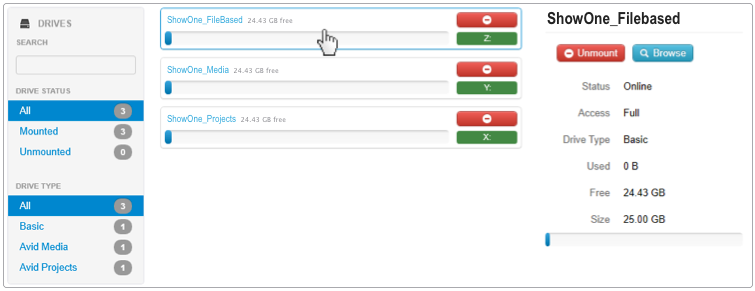 DRIVES
SEARCH
DRIVE STATUS
All 3
Mounted 3
Unmounted 0
DRIVE TYPE
All 3
Basic 1
Avid Media 1
Avid Projects 1
ShowOne_FileBased 24.43 GB free
Z:
ShowOne_Media 24.43 GB free
Y:
ShowOne_Projects 24.43 GB free
X:
ShowOne_Filebased
Unmount Browse
Status Online
Access Full
Drive Type Basic
Used 0 B
Free 24.43 GB
Size 25.00 GB